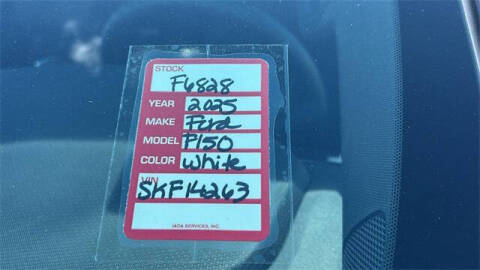 STOCK
F6828
YEAR 2025
MAKE Ford
MODEL F150
COLOR White
VIN
SKF14263
IADA SERVICES, INC.